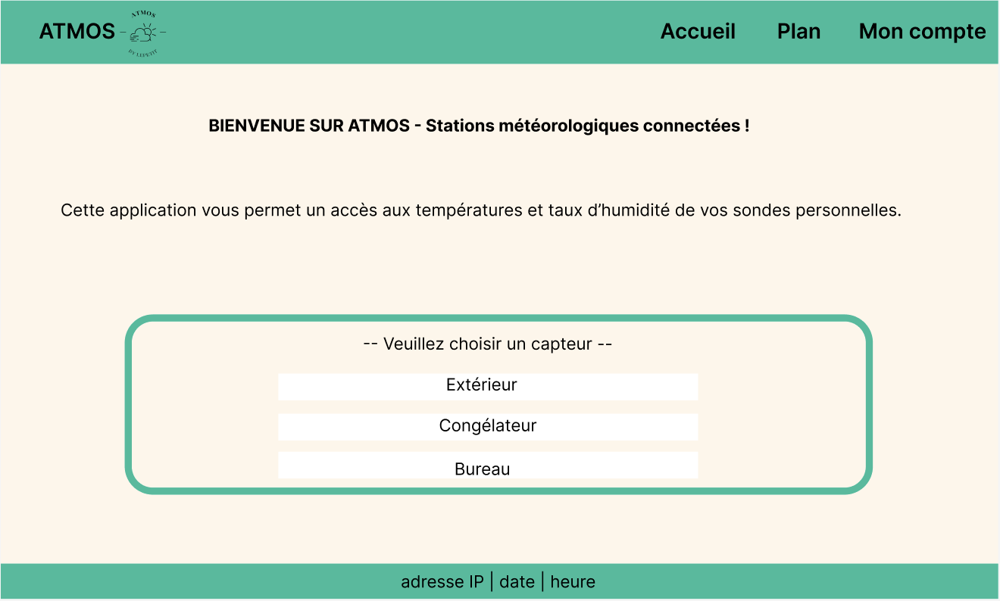 ATMOS
ATMOS
BY LEPETIT
Accueil
Plan
Mon compte
BIENVENUE SUR ATMOS - Stations météorologiques connectées !
Cette application vous permet un accès aux températures et taux d’humidité de vos sondes personnelles.
-- Veuillez choisir un capteur --
Extérieur
Congélateur
Bureau
adresse IP | date | heure